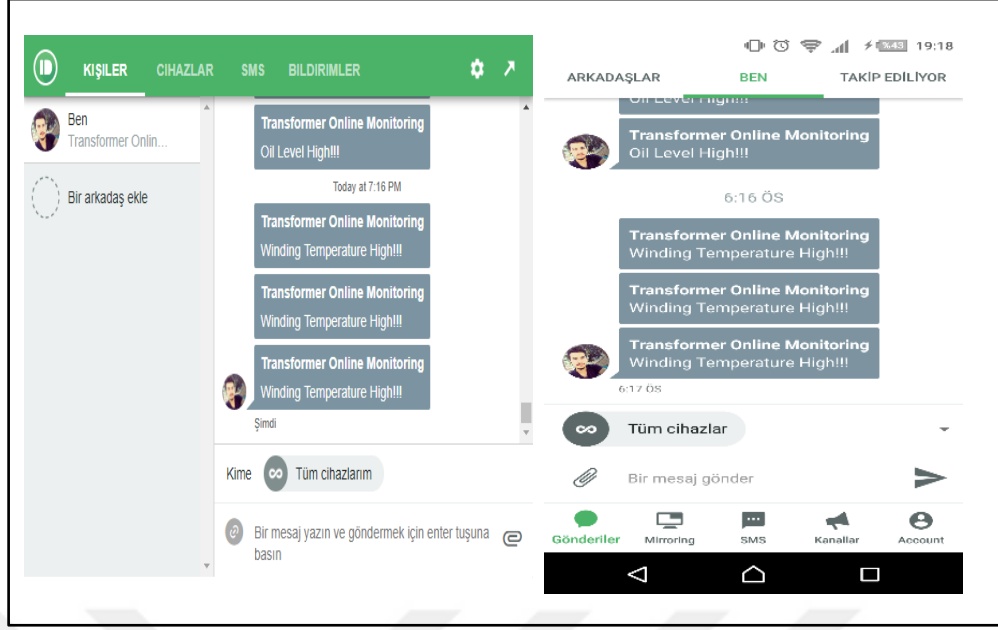 KIŞILER CIHAZLAR SMS BILDIRIMLER
Ben
Transformer Onlin...
Bir arkadaş ekle
Transformer Online Monitoring
Oil Level High!!!
Today at 7:16 PM
Transformer Online Monitoring
Winding Temperature High!!!
Transformer Online Monitoring
Winding Temperature High!!!
Transformer Online Monitoring
Winding Temperature High!!!
Şimdi
Kime Tüm cihazlarım
Bir mesaj yazın ve göndermek için enter tuşuna
basın
%43 19:18
ARKADAŞLAR BEN TAKİP EDİLİYOR
Oil Level High!!!
Transformer Online Monitoring
Oil Level High!!!
6:16 ÖS
Transformer Online Monitoring
Winding Temperature High!!!
Transformer Online Monitoring
Winding Temperature High!!!
Transformer Online Monitoring
Winding Temperature High!!!
6:17 ÖS
Tüm cihazlar
Bir mesaj gönder
Gönderiler Mirroring SMS Kanallar Account